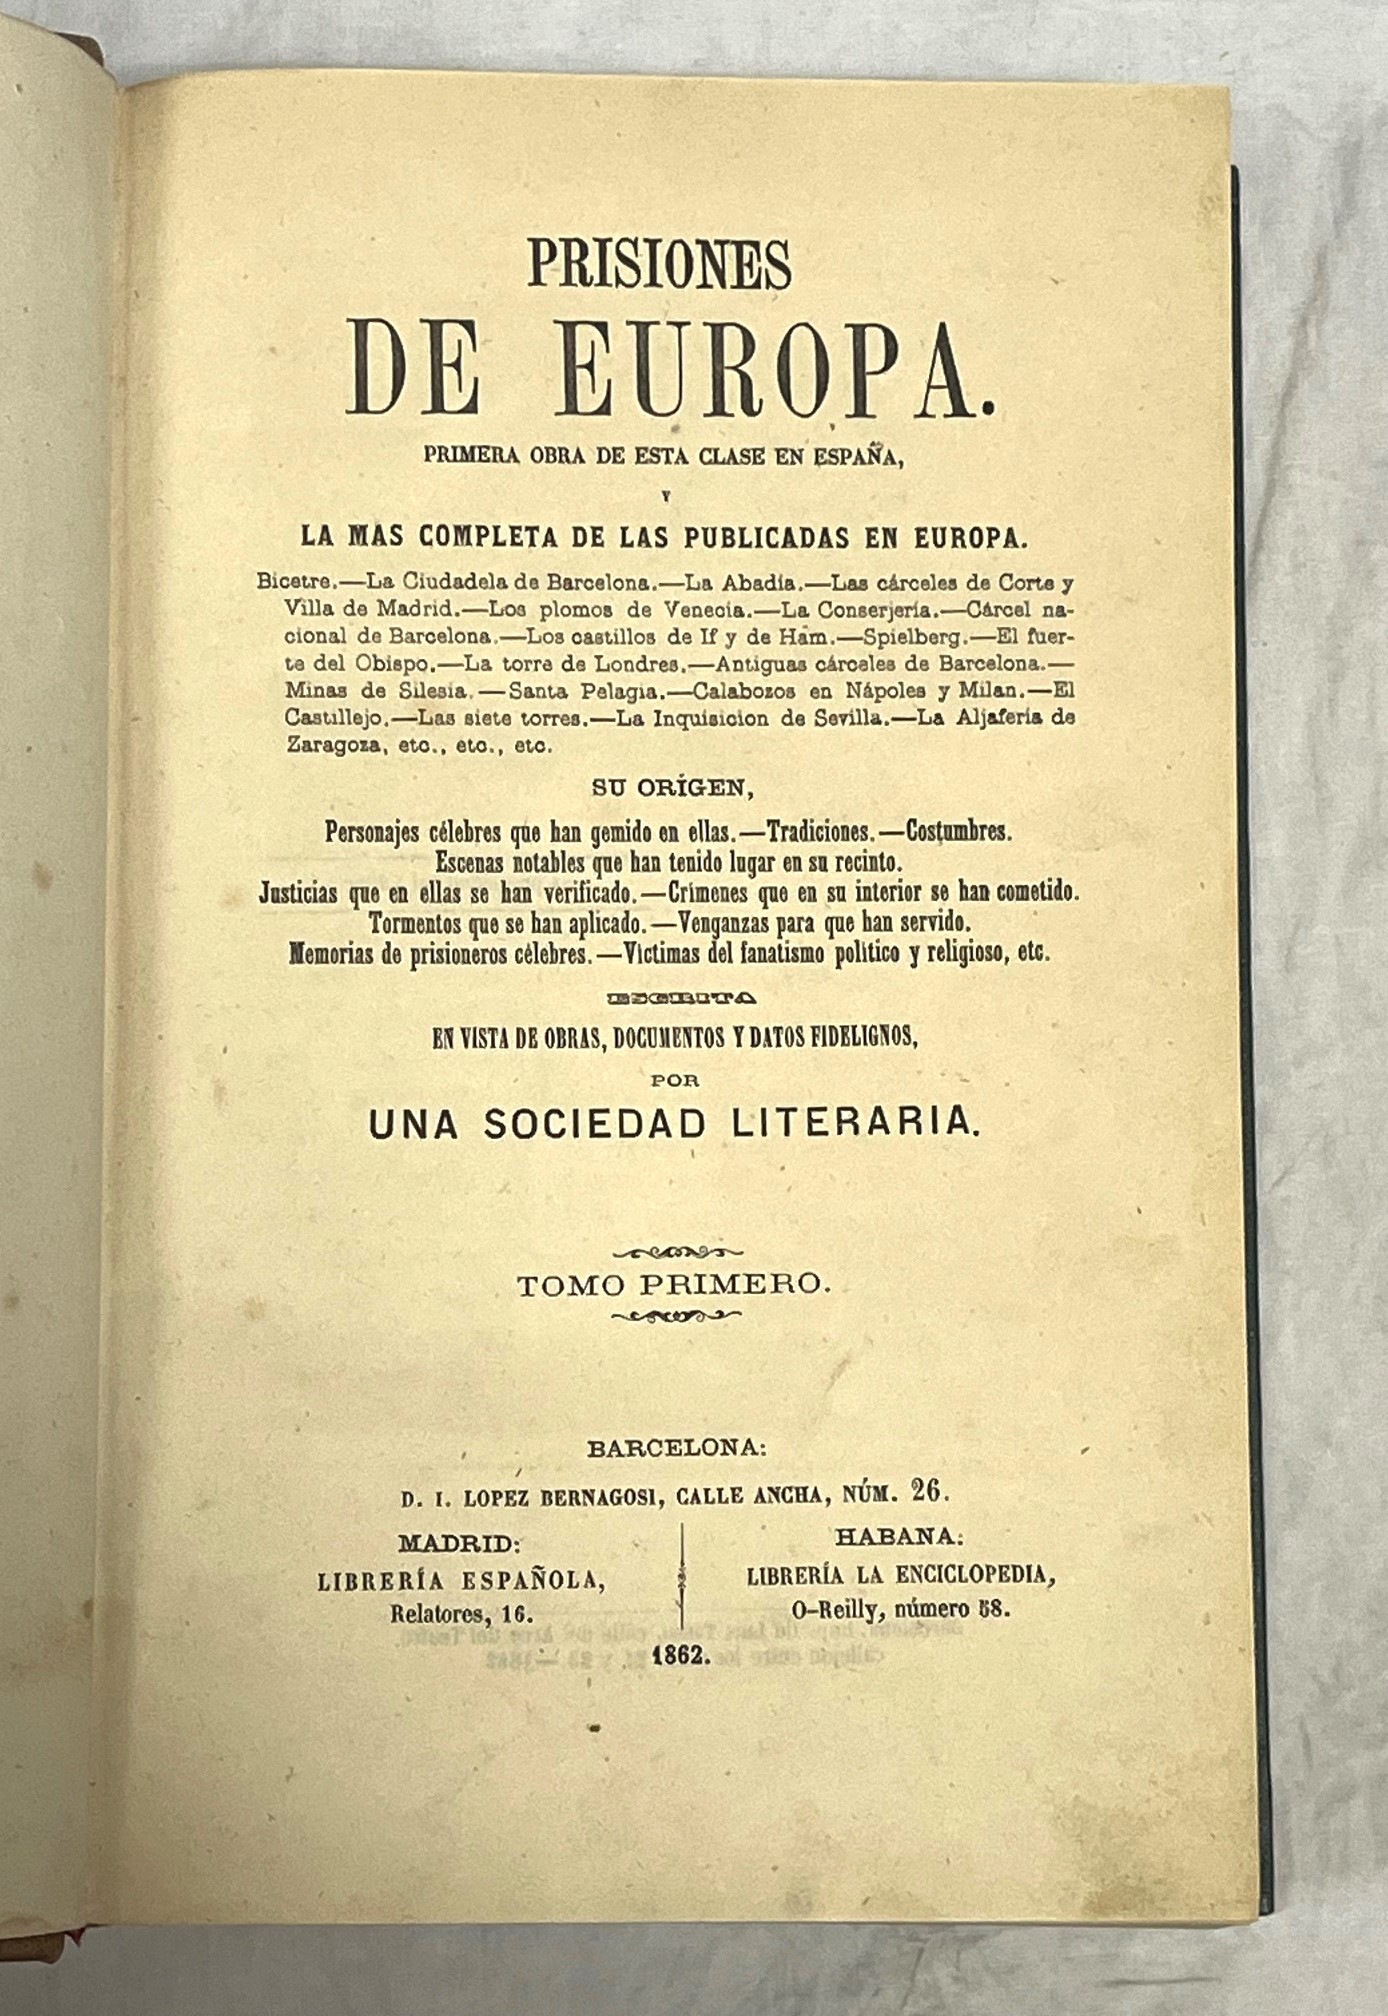 PRISIONES
DE EUROPA.
PRIMERA OBRA DE ESTA CLASE EN ESPAÑA,
Y
LA MAS COMPLETA DE LAS PUBLICADAS EN EUROPA.
Bicetre.—La Ciudadela de Barcelona.—La Abadía.—Las cárceles de Corte y
Villa de Madrid.—Los plomos de Venecia.—La Conserjería.—Cárcel na-
cional de Barcelona.—Los castillos de If y de Ham.—Spielberg.—El fuer-
te del Obispo.—La torre de Londres.—Antiguas cárceles de Barcelona.—
Minas de Silesia.—Santa Pelagia.—Calabozos en Nápoles y Milan.—El
Castillejo.—Las siete torres.—La Inquisicion de Sevilla.—La Aljafería de
Zaragoza, etc., etc., etc.
SU ORÍGEN,
Personajes célebres que han gemido en ellas.—Tradiciones.—Costumbres.
Escenas notables que han tenido lugar en su recinto.
Justicias que en ellas se han verificado.—Crímenes que en su interior se han cometido.
Tormentos que se han aplicado.—Venganzas para que han servido.
Memorias de prisioneros célebres.—Víctimas del fanatismo político y religioso, etc.
ESCRITA
EN VISTA DE OBRAS, DOCUMENTOS Y DATOS FIDELIGNOS,
POR
UNA SOCIEDAD LITERARIA.
TOMO PRIMERO.
BARCELONA:
D. I. LOPEZ BERNAGOSI, CALLE ANCHA, NÚM. 26.
MADRID:
LIBRERÍA ESPAÑOLA,
Relatores, 16.
HABANA:
LIBRERÍA LA ENCICLOPEDIA,
O-Reilly, número 58.
1862.